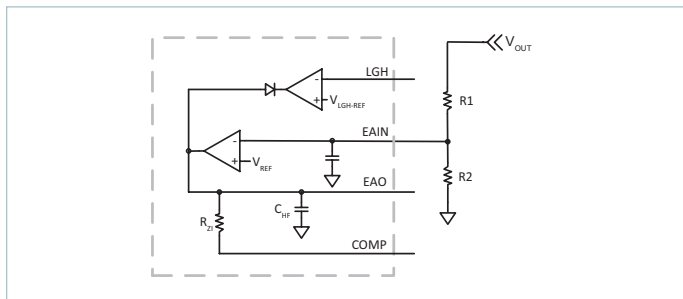 V_OUT
LGH
R1
V_LGH-REF
EAIN
V_REF
R2
EAO
C_HF
R_ZI
COMP